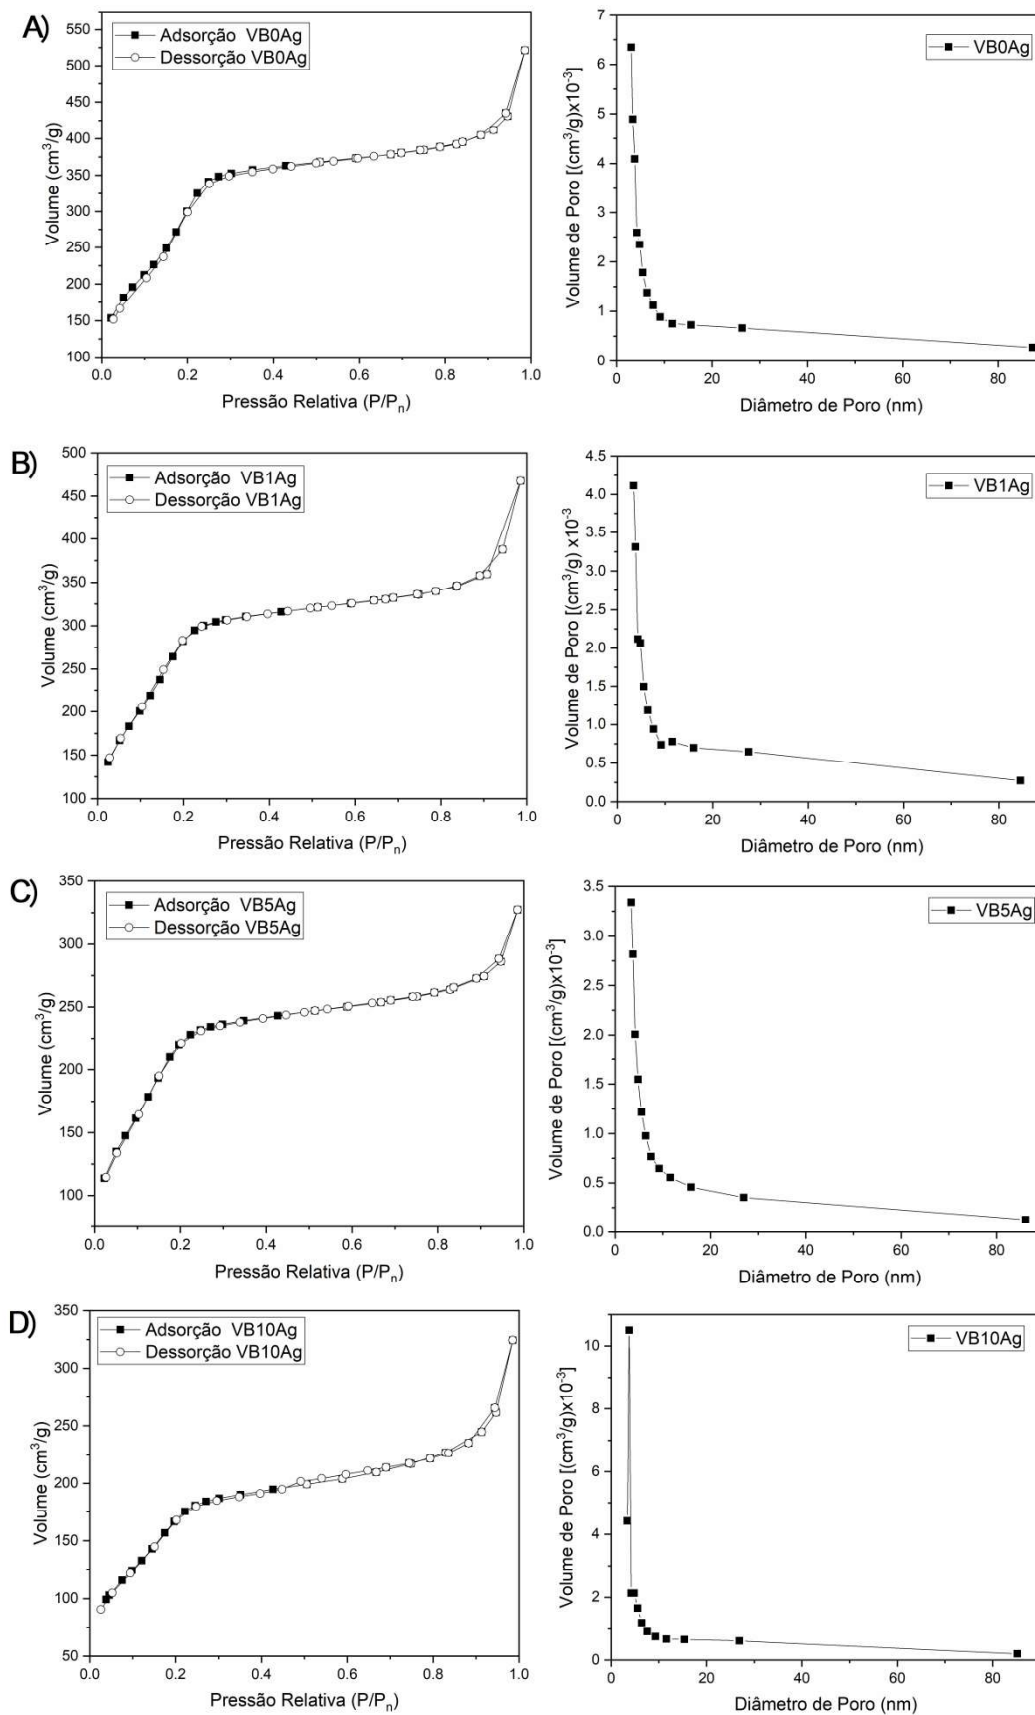 A)
Adsorção VB0Ag
Dessorção VB0Ag
Volume (cm³/g)
550
500
450
400
350
300
250
200
150
100
0.0 0.2 0.4 0.6 0.8 1.0
Pressão Relativa (P/Pn)
VB0Ag
Volume de Poro [(cm³/g)x10⁻³]
7
6
5
4
3
2
1
0
0 20 40 60 80
Diâmetro de Poro (nm)
B)
Adsorção VB1Ag
Dessorção VB1Ag
Volume (cm³/g)
500
450
400
350
300
250
200
150
100
0.0 0.2 0.4 0.6 0.8 1.0
Pressão Relativa (P/Pn)
VB1Ag
Volume de Poro [(cm³/g) x10⁻³
4.5
4.0
3.5
3.0
2.5
2.0
1.5
1.0
0.5
0.0
0 20 40 60 80
Diâmetro de Poro (nm)
C)
Adsorção VB5Ag
Dessorção VB5Ag
Volume (cm³/g)
350
300
250
200
150
100
0.0 0.2 0.4 0.6 0.8 1.0
Pressão Relativa (P/Pn)
VB5Ag
Volume de Poro [(cm³/g)x10⁻³]
3.5
3.0
2.5
2.0
1.5
1.0
0.5
0.0
0 20 40 60 80
Diâmetro de Poro (nm)
D)
Adsorção VB10Ag
Dessorção VB10Ag
Volume (cm³/g)
350
300
250
200
150
100
50
0.0 0.2 0.4 0.6 0.8 1.0
Pressão Relativa (P/Pn)
VB10Ag
Volume de Poro [(cm³/g)x10⁻³]
10
8
6
4
2
0
0 20 40 60 80
Diâmetro de Poro (nm)